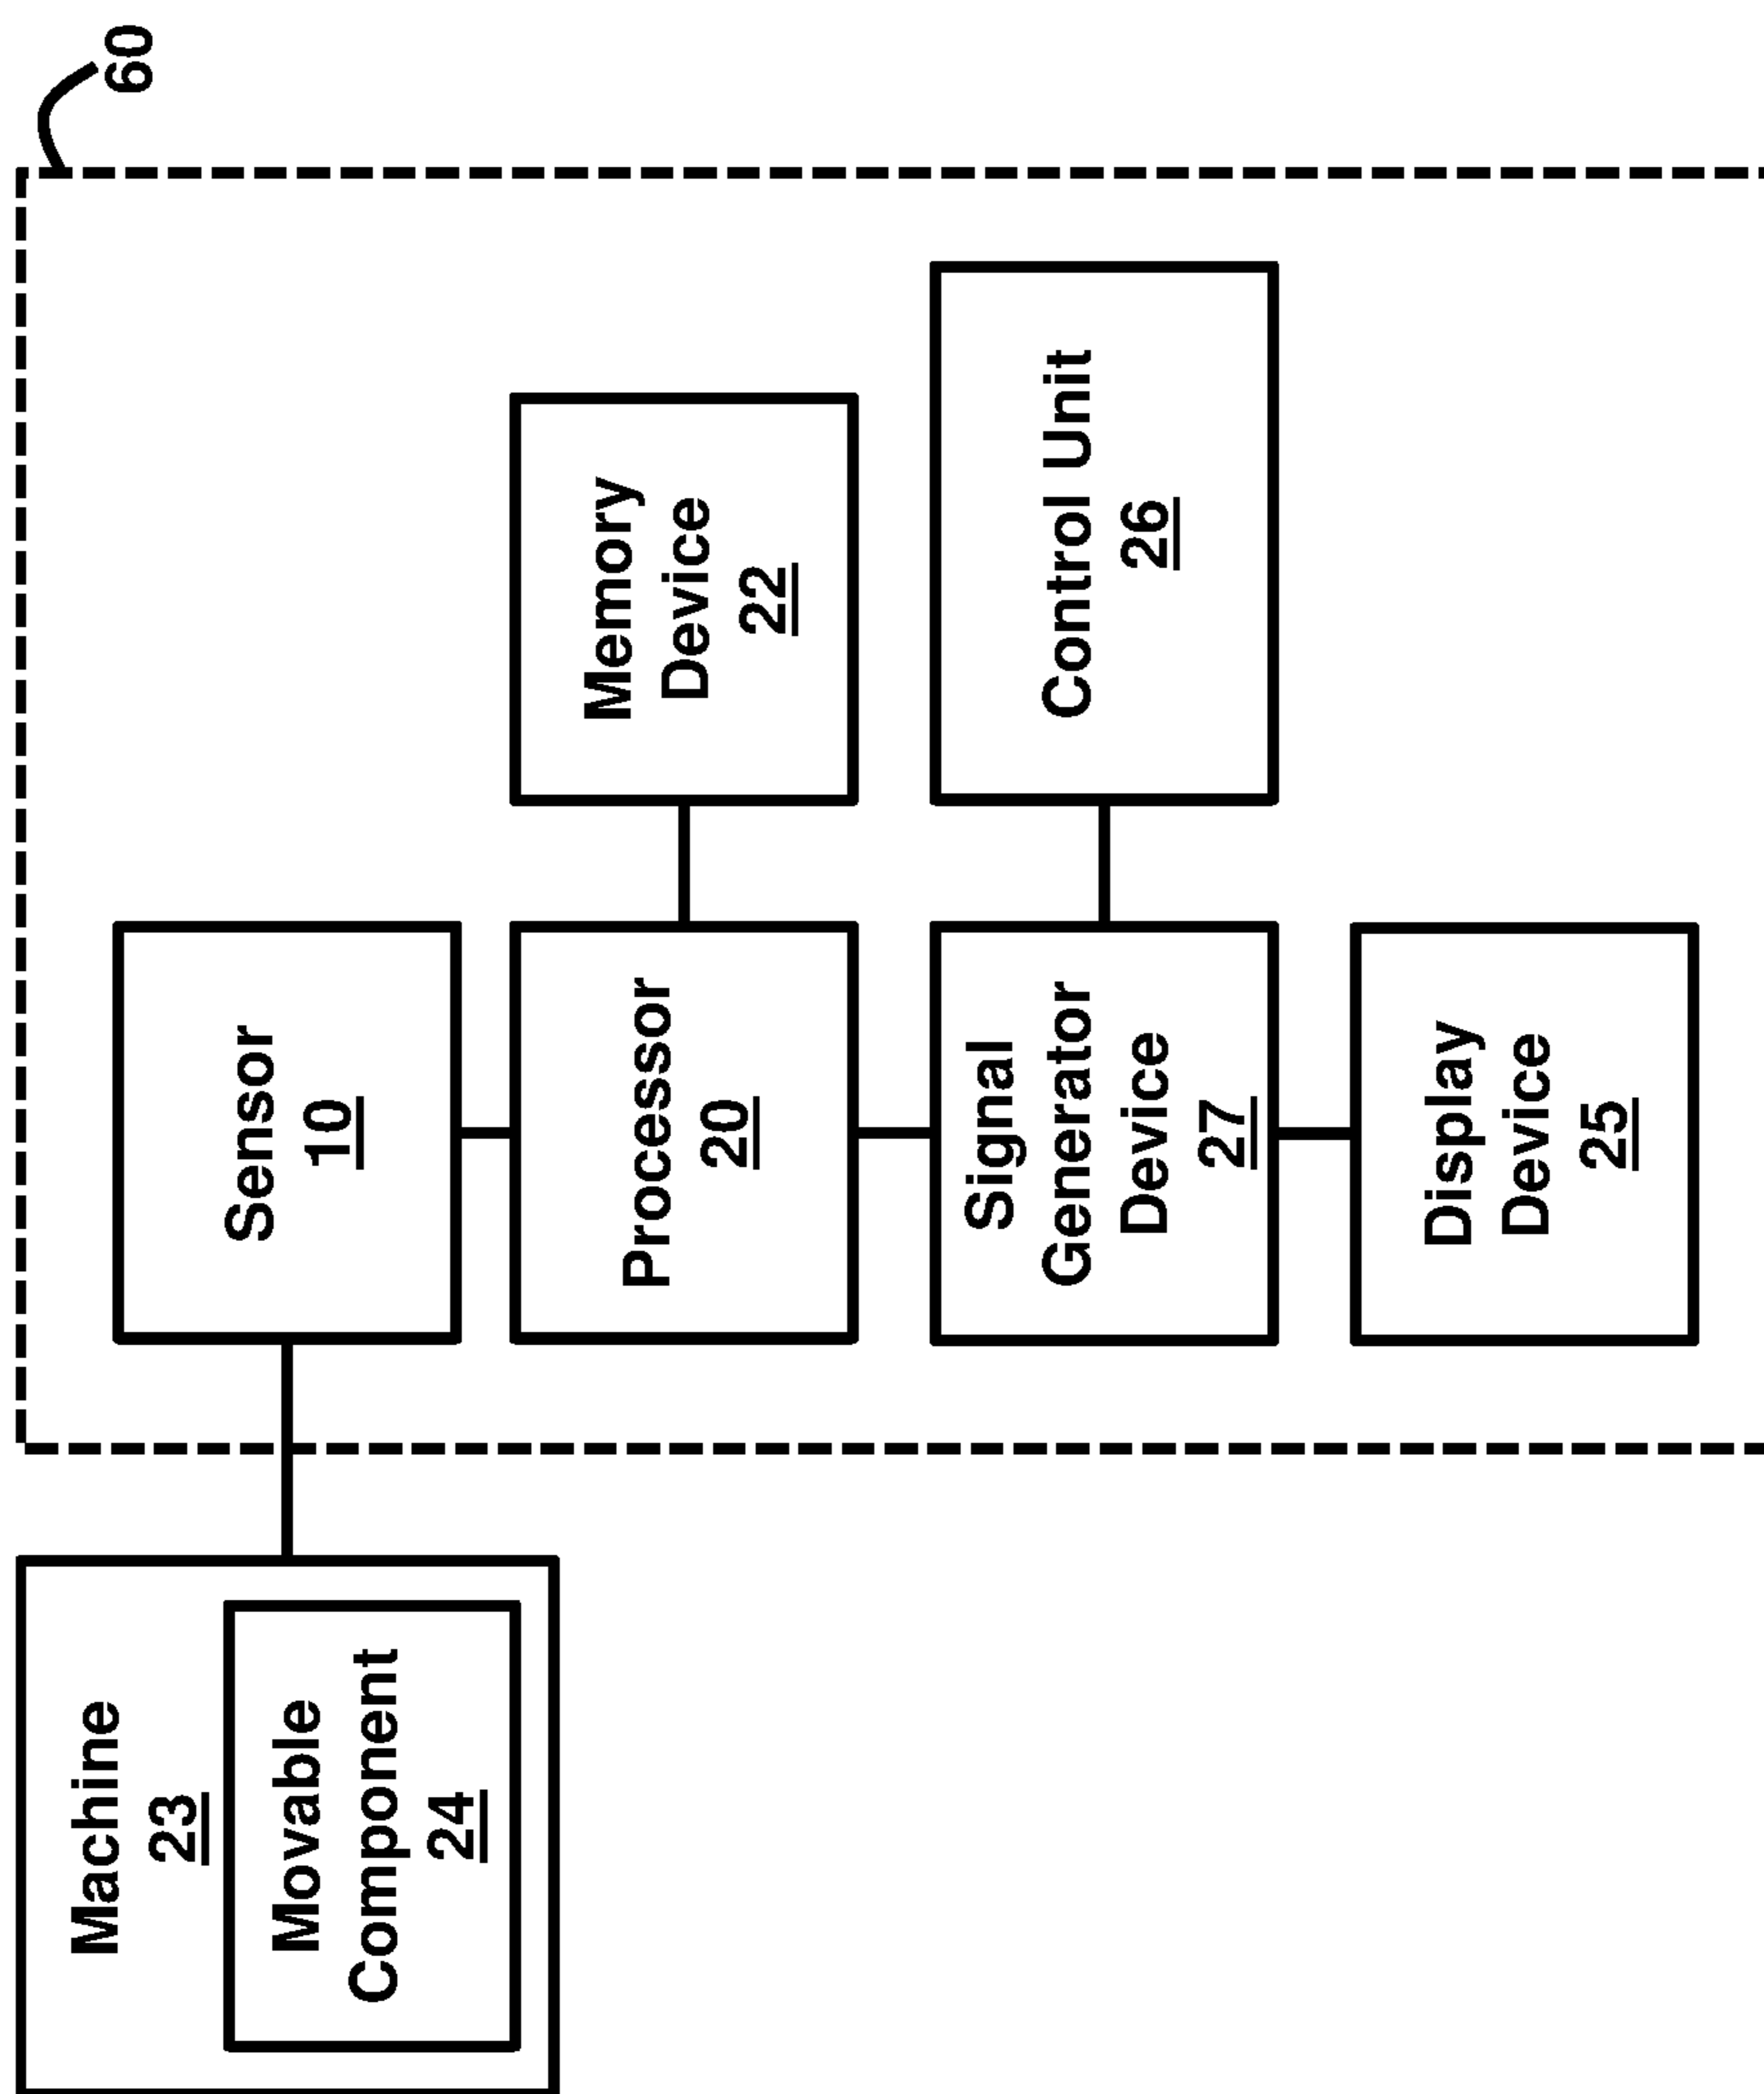 60
Machine
23
Movable
Component
24
Sensor
10
Processor
20
Memory
Device
22
Signal
Generator
Device
27
Control Unit
26
Display
Device
25